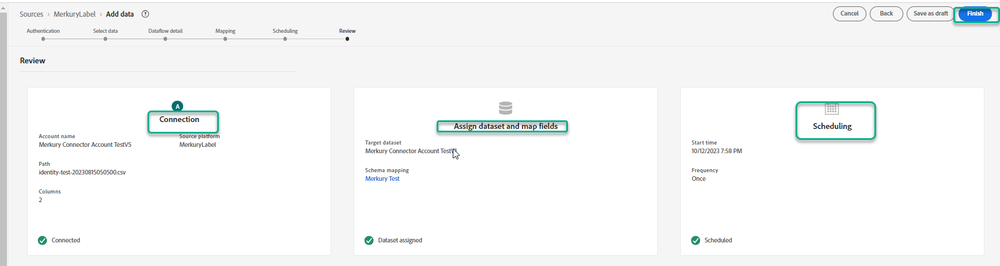 Sources > MerkuryLabel > Add data ?
Cancel Back Save as draft Finish
Authentication Select data Dataflow detail Mapping Scheduling Review
Review
A
Connection
Account name Source platform
Merkury Connector Account TestV5 MerkuryLabel
Path
identity-test-20230815050500.csv
Columns
2
Connected
Assign dataset and map fields
Target dataset
Merkury Connector Account
Schema mapping
Merkury Test
Dataset assigned
Scheduling
Start time
10/12/2023 7:58 PM
Frequency
Once
Scheduled